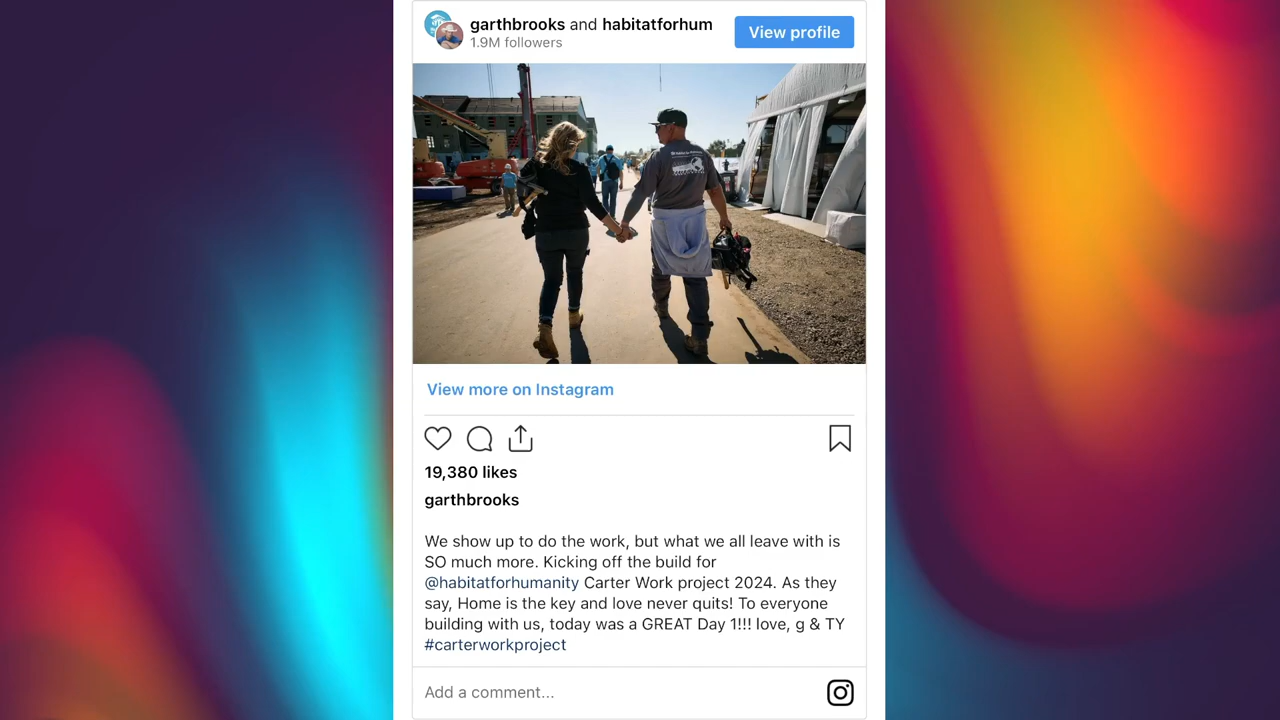 garthbrooks and habitatforhum
1.9M followers
View profile
View more on Instagram
19,380 likes
garthbrooks
We show up to do the work, but what we all leave with is
SO much more. Kicking off the build for
@habitatforhumanity Carter Work project 2024. As they
say, Home is the key and love never quits! To everyone
building with us, today was a GREAT Day 1!!! love, g & TY
#carterworkproject
Add a comment...